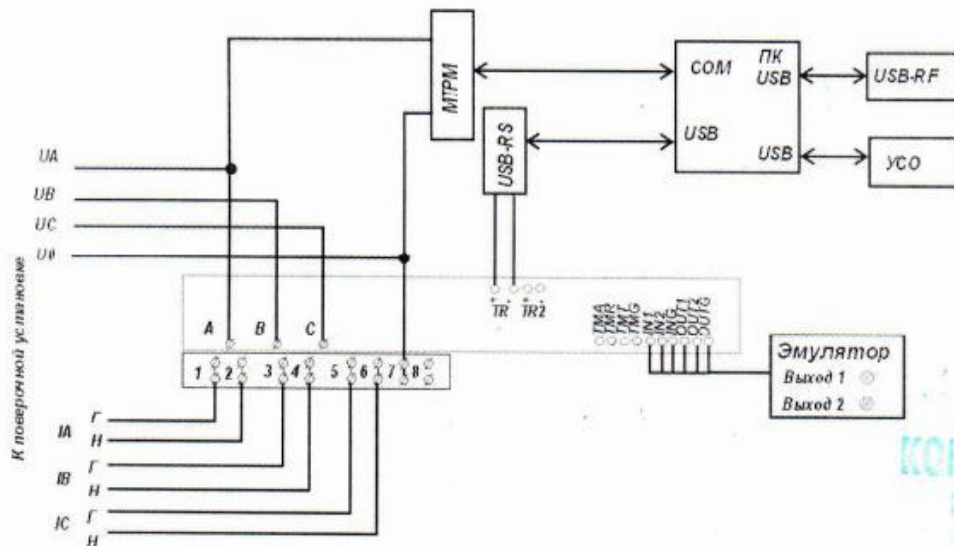 МТРМ
COM
ПК
USB
USB-RF
USB
USB
УСО
USB-RS
UA
UB
UC
U0
К поверочной установке
TR
TR2
A
B
C
TMA
TMR
TMT
TMG
IN1
IN2
ING
OUT1
OUT2
OUTG
1 2 3 4 5 6 7 8
Эмулятор
Выход 1
Выход 2
IA
Г
Н
IB
Г
Н
IC
Г
Н